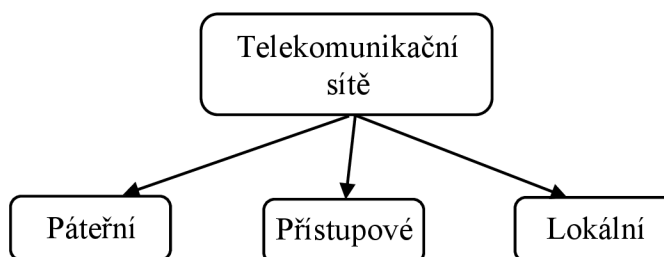 Telekomunikační
sítě
Páteřní
Přístupové
Lokální